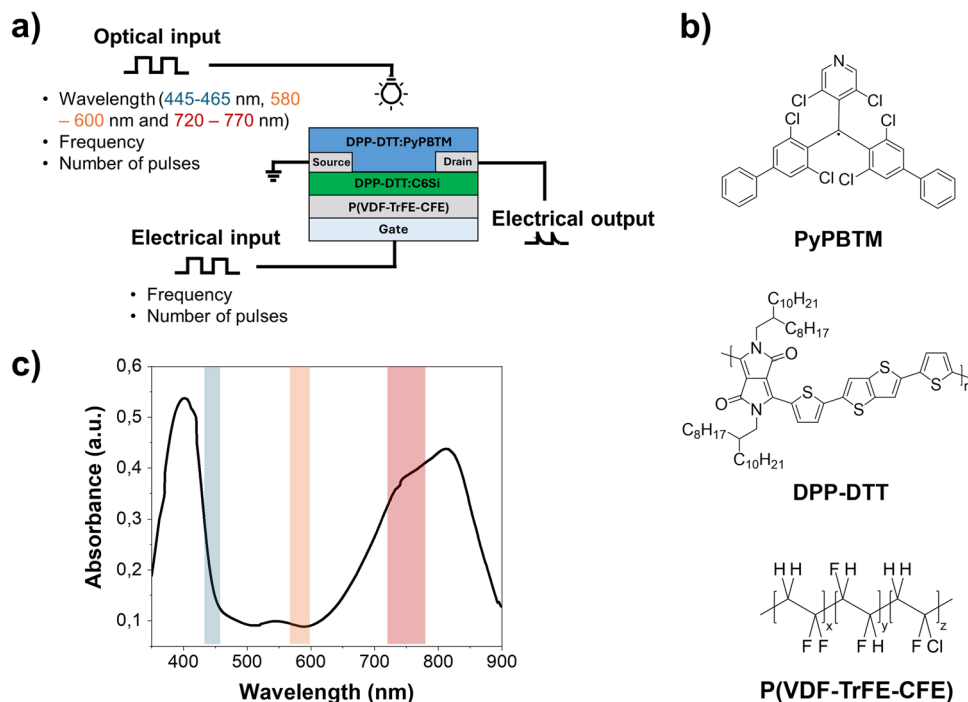 a)
Optical input
• Wavelength (445-465 nm, 580
– 600 nm and 720 – 770 nm)
• Frequency
• Number of pulses
DPP-DTT:PyPBTM
Source
Drain
DPP-DTT:C6Si
P(VDF-TrFE-CFE)
Gate
Electrical output
Electrical input
• Frequency
• Number of pulses
b)
N
Cl
Cl
Cl
Cl
Cl
Cl
PyPBTM
C10H21
C8H17
N
O
O
N
S
S
S
S
n
C8H17
C10H21
DPP-DTT
H H
F H
H H
x
y
z
F F
F H
F Cl
P(VDF-TrFE-CFE)
c)
Absorbance (a.u.)
0,6
0,5
0,4
0,3
0,2
0,1
400
500
600
700
800
900
Wavelength (nm)